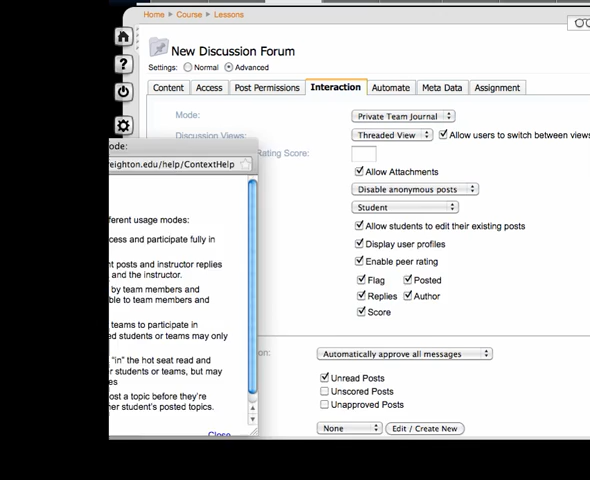 Home Course Lessons
New Discussion Forum
Settings: Normal Advanced
Content Access Post Permissions Interaction Automate Meta Data Assignment
Mode: Private Team Journal
Discussion Views: Threaded View Allow users to switch between views
Rating Score:
Allow Attachments
Disable anonymous posts
Student
Allow students to edit their existing posts
Display user profiles
Enable peer rating
Flag Posted
Replies Author
Score
Automatically approve all messages
Unread Posts
Unscored Posts
Unapproved Posts
None Edit / Create New
ode:
reighton.edu/help/ContextHelp
fferent usage modes:
cess and participate fully in
nt posts and instructor replies
and the instructor.
by team members and
ble to team members and
teams to participate in
d students or teams may only
"in" the hot seat read and
r students or teams, but may
es
ost a topic before they're
her student's posted topics.
Close